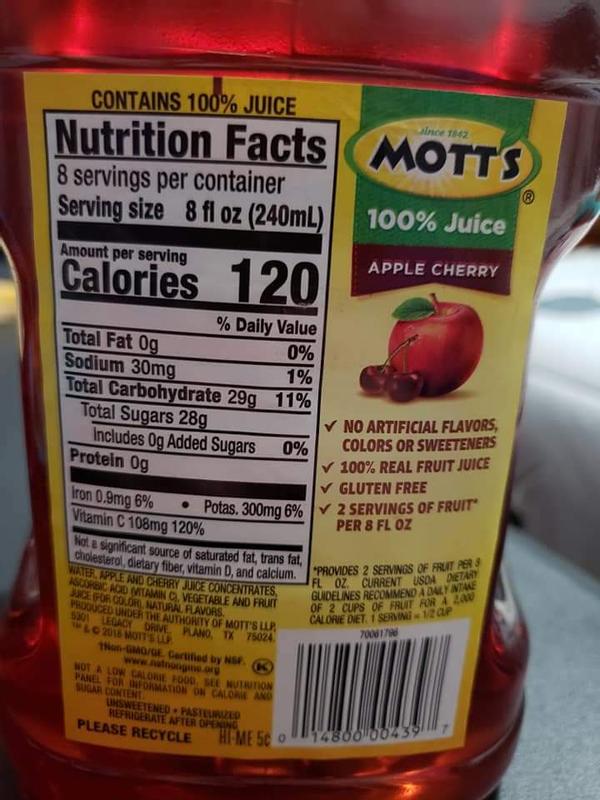 CONTAINS 100% JUICE
Nutrition Facts
8 servings per container
Serving size 8 fl oz (240mL)
Amount per serving
Calories 120
% Daily Value
Total Fat 0g 0%
Sodium 30mg 1%
Total Carbohydrate 29g 11%
Total Sugars 28g
Includes 0g Added Sugars 0%
Protein 0g
Iron 0.9mg 6% • Potas. 300mg 6%
Vitamin C 108mg 120%
Not a significant source of saturated fat, trans fat,
cholesterol, dietary fiber, vitamin D, and calcium.
WATER, APPLE AND CHERRY JUICE CONCENTRATES,
ASCORBIC ACID (VITAMIN C), VEGETABLE AND FRUIT
JUICE (FOR COLOR), NATURAL FLAVORS.
PRODUCED UNDER THE AUTHORITY OF MOTT'S LLP,
5301 LEGACY DRIVE, PLANO, TX 75024.
™ & © 2018 MOTT'S LLP.
†Non-GMO/GE. Certified by NSF.
www.nsfnongmo.org
K
NOT A LOW CALORIE FOOD. SEE NUTRITION
PANEL FOR INFORMATION ON CALORIE AND
SUGAR CONTENT.
UNSWEETENED • PASTEURIZED
REFRIGERATE AFTER OPENING
PLEASE RECYCLE HI-ME 5¢
since 1842
MOTT'S®
100% Juice
APPLE CHERRY
✓ NO ARTIFICIAL FLAVORS,
COLORS OR SWEETENERS
✓ 100% REAL FRUIT JUICE
✓ GLUTEN FREE
✓ 2 SERVINGS OF FRUIT*
PER 8 FL OZ
*PROVIDES 2 SERVINGS OF FRUIT PER 8
FL OZ. CURRENT USDA DIETARY
GUIDELINES RECOMMEND A DAILY INTAKE
OF 2 CUPS OF FRUIT FOR A 2,000
CALORIE DIET. 1 SERVING = 1/2 CUP
70061796
0 14800 00439 7